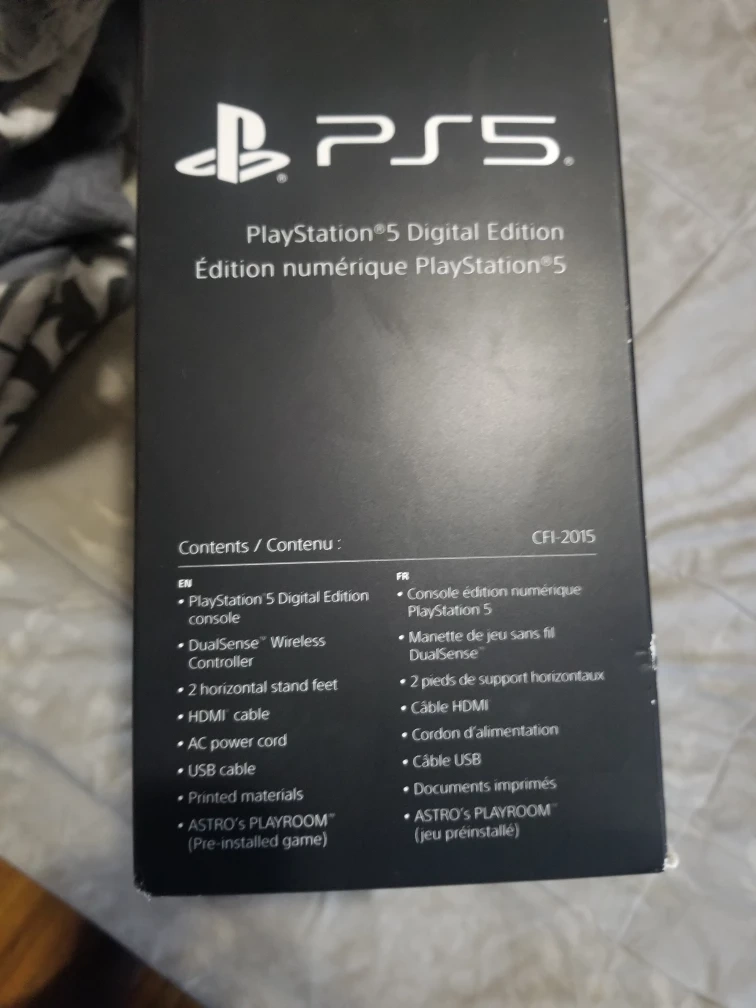 PS5
PlayStation®5 Digital Edition
Édition numérique PlayStation®5
Contents / Contenu :
CFI-2015
EN
• PlayStation®5 Digital Edition
console
• DualSense™ Wireless
Controller
• 2 horizontal stand feet
• HDMI® cable
• AC power cord
• USB cable
• Printed materials
• ASTRO's PLAYROOM™
(Pre-installed game)
FR
• Console édition numérique
PlayStation 5
• Manette de jeu sans fil
DualSense™
• 2 pieds de support horizontaux
• Câble HDMI
• Cordon d'alimentation
• Câble USB
• Documents imprimés
• ASTRO's PLAYROOM™
(jeu préinstallé)